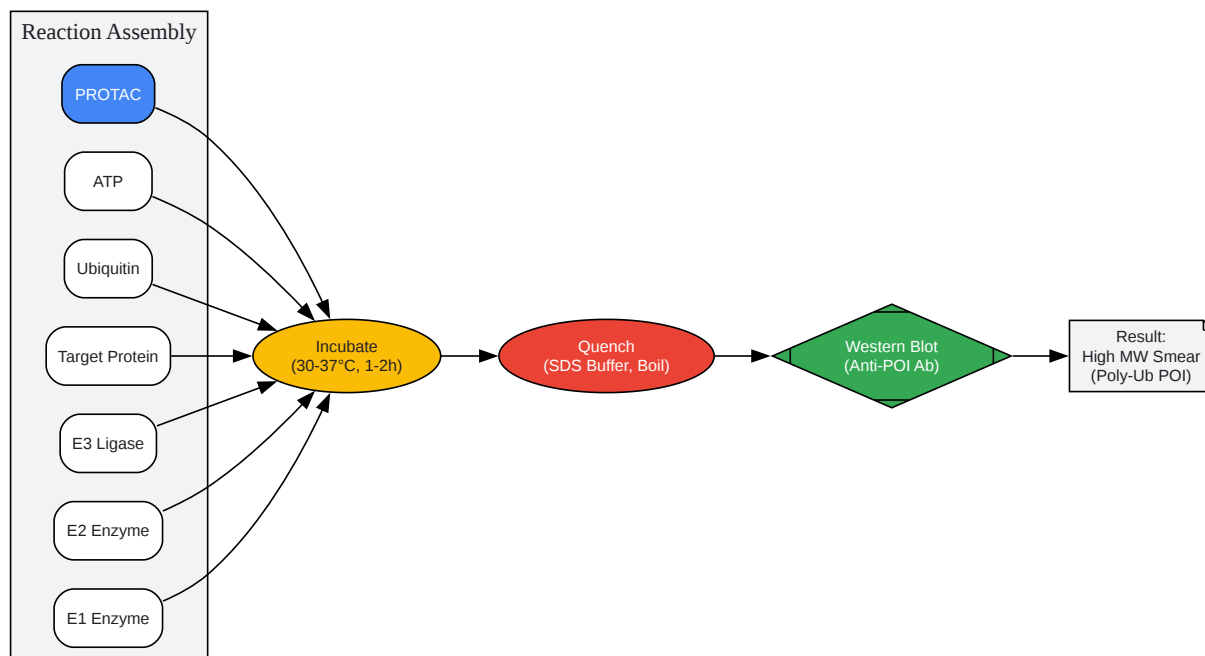 Reaction Assembly
PROTAC
ATP
Ubiquitin
Target Protein
E3 Ligase
E2 Enzyme
E1 Enzyme
Incubate
(30-37°C, 1-2h)
Quench
(SDS Buffer, Boil)
Western Blot
(Anti-POI Ab)
Result:
High MW Smear
(Poly-Ub POI)